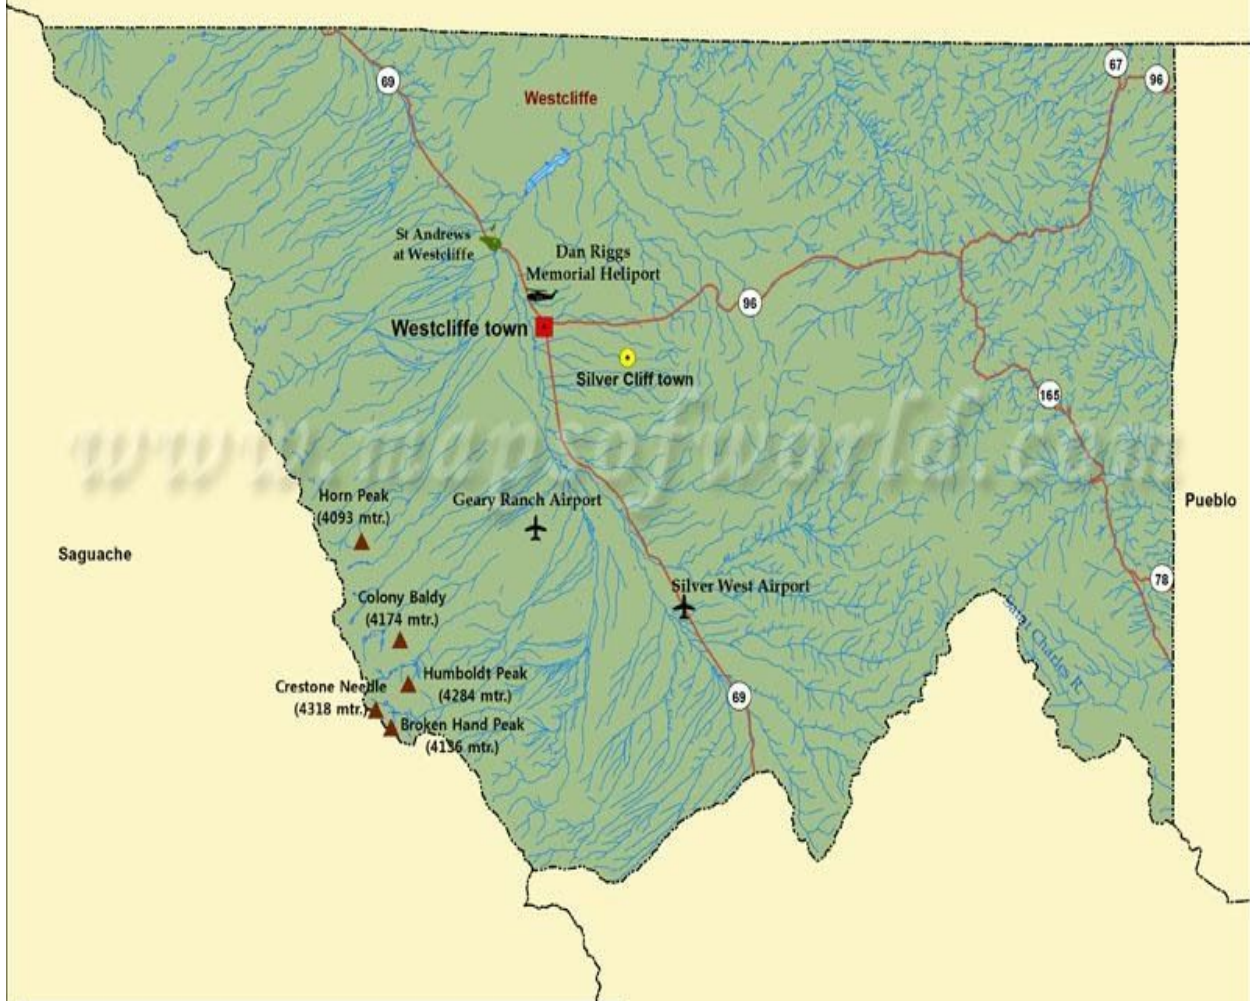 67
96
69
Westcliffe
St Andrews
at Westcliffe
Dan Riggs
Memorial Heliport
96
Westcliffe town
Silver Cliff town
165
www.mapsofworld.com
Horn Peak
(4093 mtr.)
Geary Ranch Airport
Pueblo
Saguache
78
Silver West Airport
Colony Baldy
(4174 mtr.)
Saint Charles R.
Humboldt Peak
(4284 mtr.)
Crestone Needle
(4318 mtr.)
69
Broken Hand Peak
(4136 mtr.)